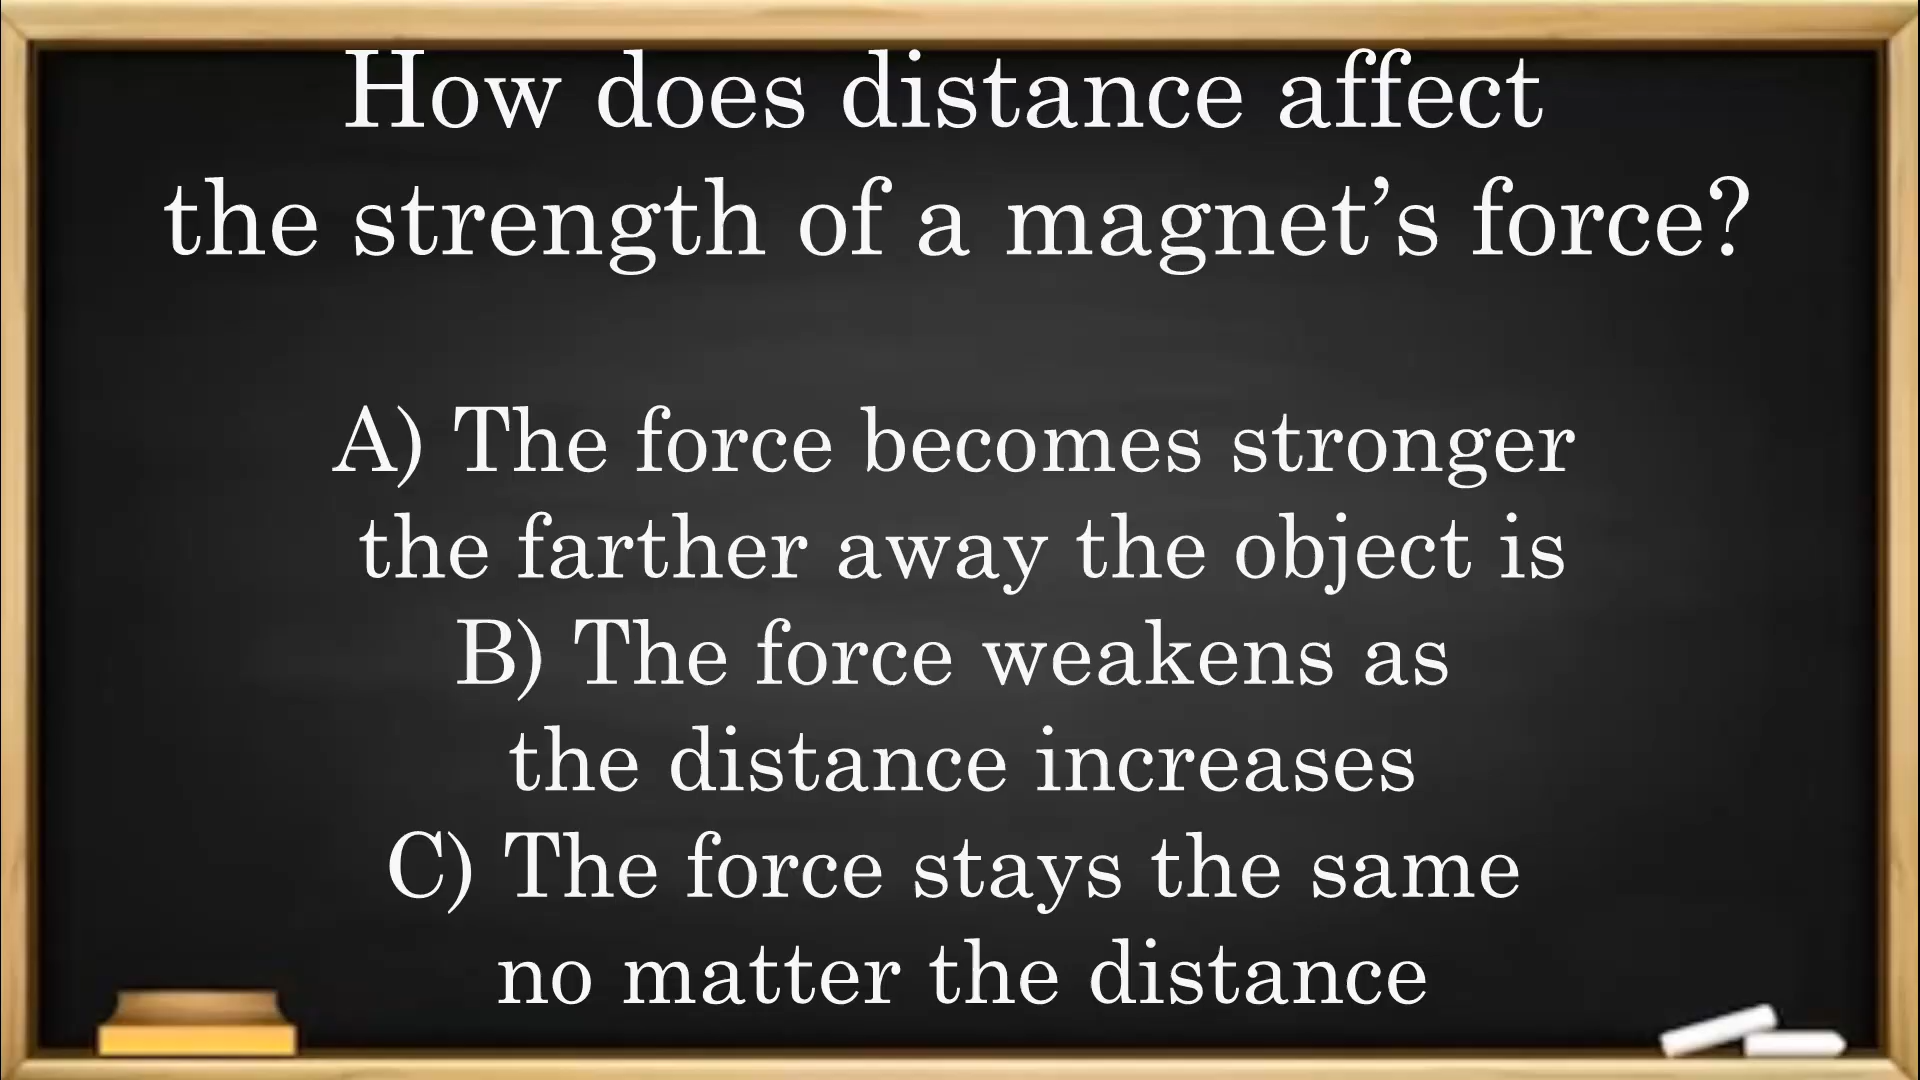 How does distance affect
the strength of a magnet’s force?
A) The force becomes stronger
the farther away the object is
B) The force weakens as
the distance increases
C) The force stays the same
no matter the distance